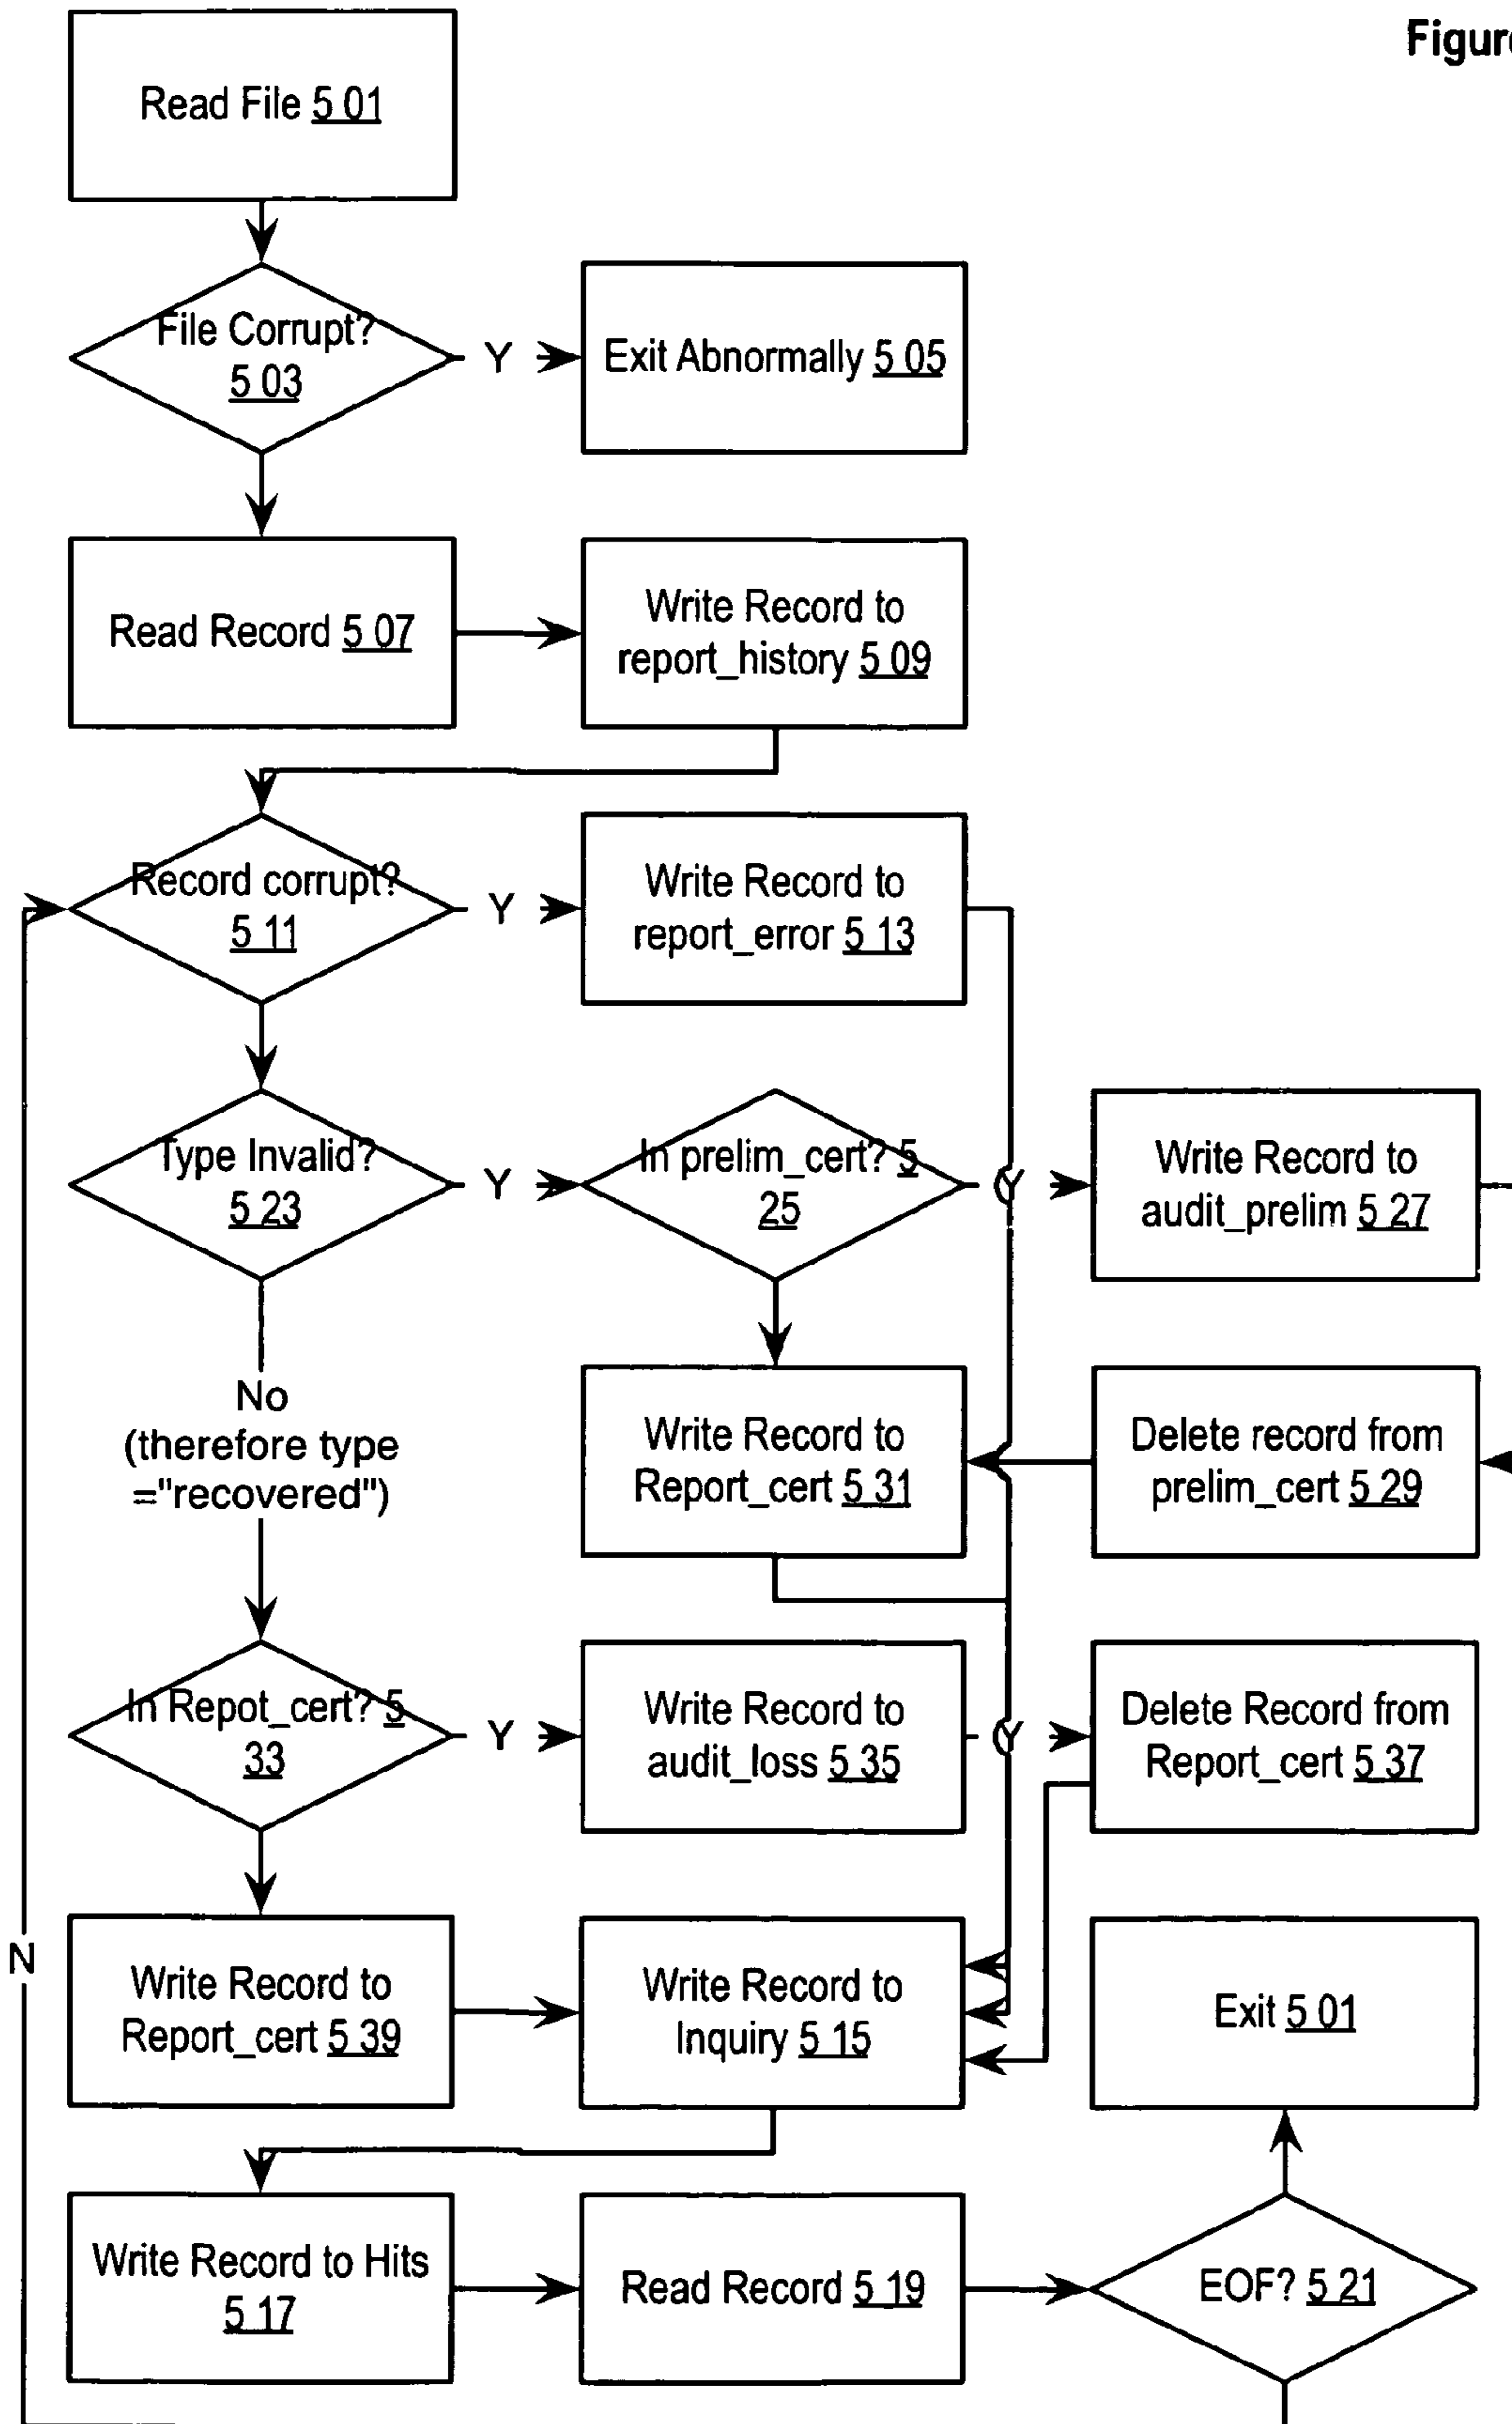 Figure
Read File 5 01
File Corrupt?
5 03
Y
Exit Abnormally 5 05
Read Record 5 07
Write Record to
report_history 5 09
Record corrupt?
5 11
Y
Write Record to
report_error 5 13
Type Invalid?
5 23
Y
In prelim_cert? 5
25
Y
Write Record to
audit_prelim 5 27
No
(therefore type
="recovered")
Write Record to
Report_cert 5 31
Delete record from
prelim_cert 5 29
In Repot_cert? 5
33
Y
Write Record to
audit_loss 5 35
Y
Delete Record from
Report_cert 5 37
N
Write Record to
Report_cert 5 39
Write Record to
Inquiry 5 15
Exit 5 01
Write Record to Hits
5 17
Read Record 5 19
EOF? 5 21